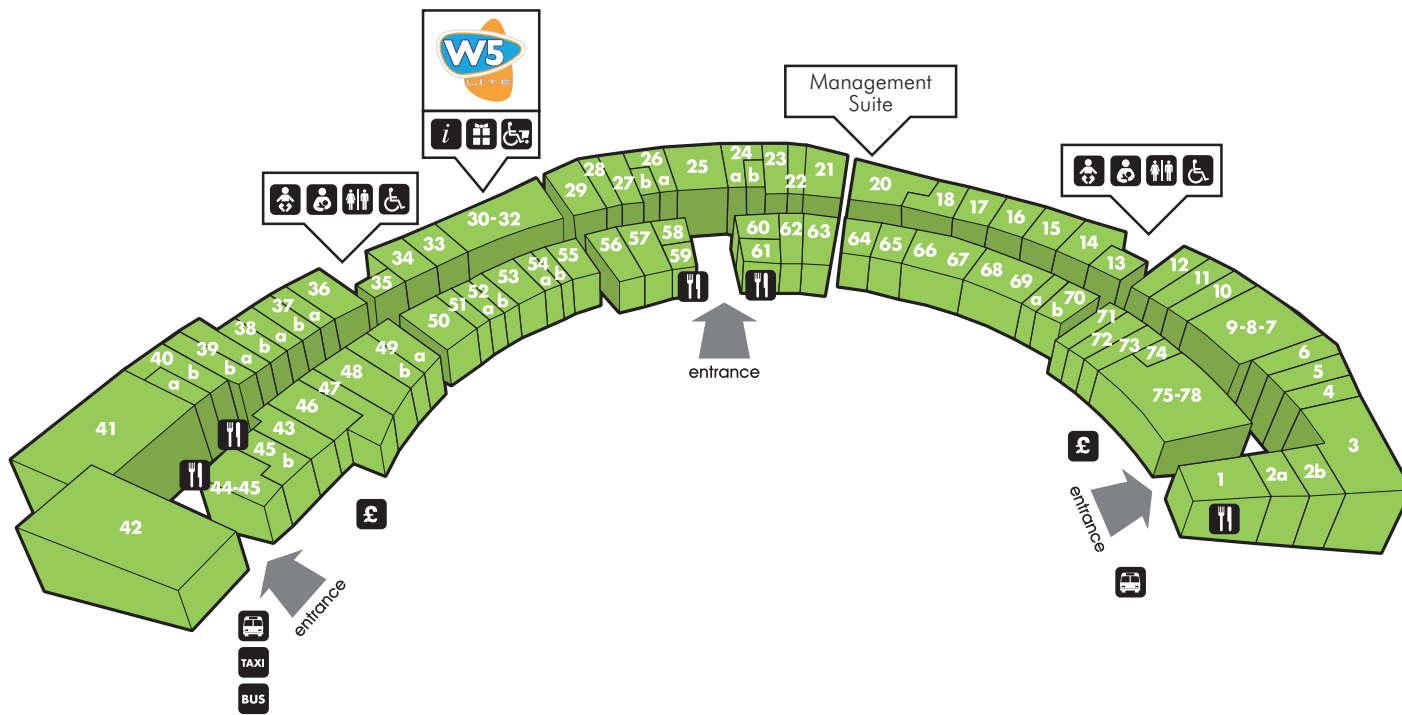 W5
LITE
i
Management
Suite
24
23
26
28
25
21
a
b
27
b
a
22
29
20
18
17
30-32
16
15
60
62
63
58
57
56
33
14
64
65
61
59
66
34
67
55
13
12
54
11
68
53
b
a
69
10
35
36
52
a
70
51
b
a
b
37
a
50
71
9-8-7
b
38
a
72
73
74
6
39
b
49
a
40
b
a
b
a
b
48
5
47
4
entrance
75-78
46
41
43
3
£
45
b
1
2a
2b
44-45
42
£
entrance
entrance
TAXI
BUS